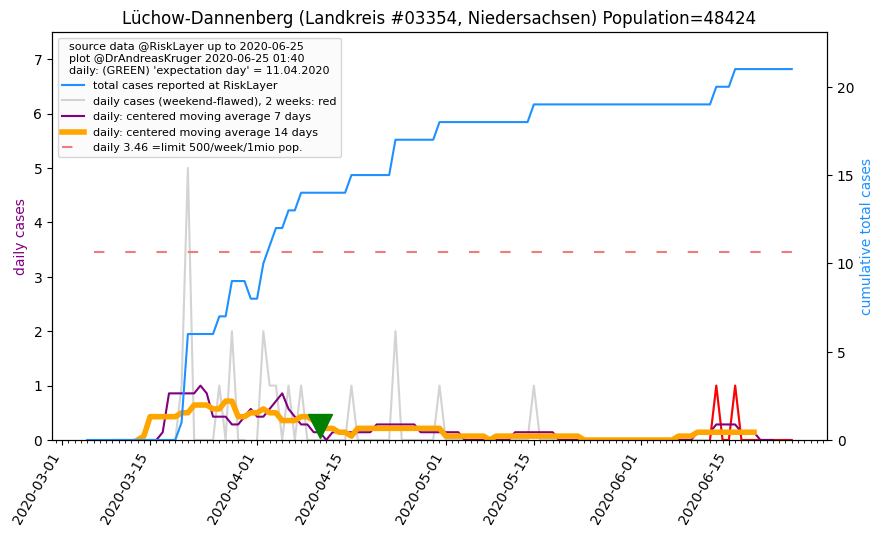 Lüchow-Dannenberg (Landkreis #03354, Niedersachsen) Population=48424
source data @RiskLayer up to 2020-06-25
plot @DrAndreasKruger 2020-06-25 01:40
daily: (GREEN) 'expectation day' = 11.04.2020
total cases reported at RiskLayer
daily cases (weekend-flawed), 2 weeks: red
daily: centered moving average 7 days
daily: centered moving average 14 days
daily 3.46 =limit 500/week/1mio pop.
daily cases
7
6
5
4
3
2
1
0
cumulative total cases
20
15
10
5
0
2020-03-01
2020-03-15
2020-04-01
2020-04-15
2020-05-01
2020-05-15
2020-06-01
2020-06-15